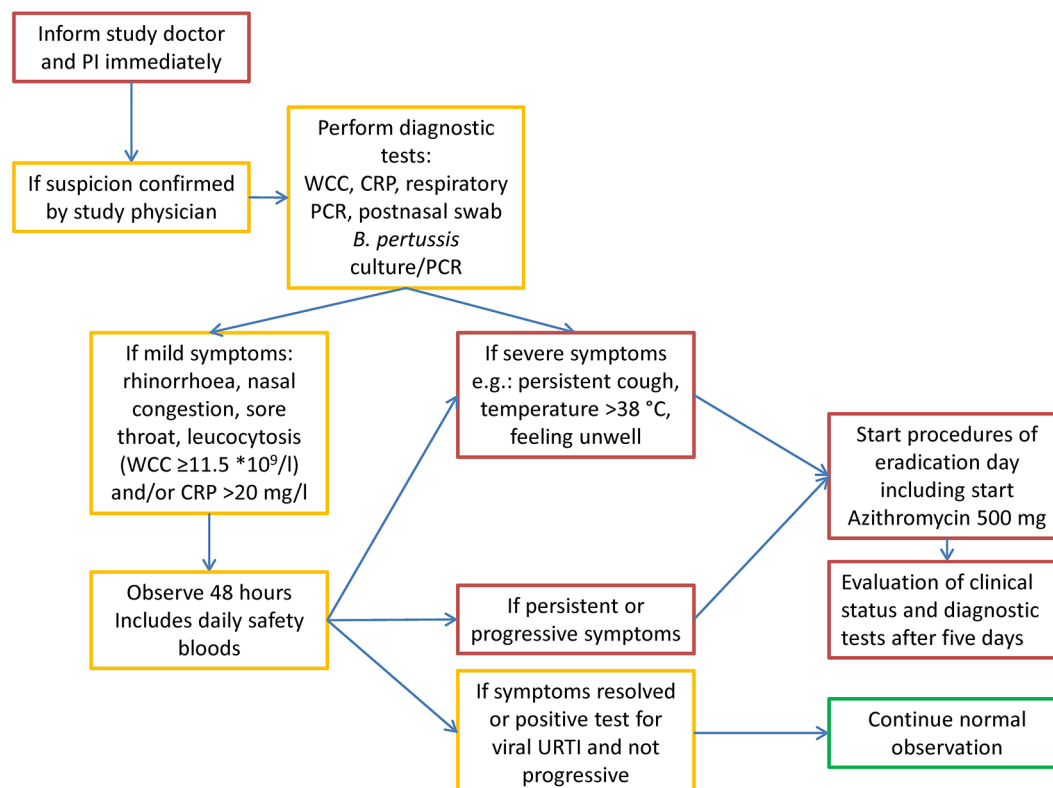 Inform study doctor
and PI immediately
If suspicion confirmed
by study physician
Perform diagnostic
tests:
WCC, CRP, respiratory
PCR, postnasal swab
B. pertussis
culture/PCR
If mild symptoms:
rhinorrhoea, nasal
congestion, sore
throat, leucocytosis
(WCC ≥11.5 *10⁹/l)
and/or CRP >20 mg/l
If severe symptoms
e.g.: persistent cough,
temperature >38 °C,
feeling unwell
Start procedures of
eradication day
including start
Azithromycin 500 mg
Observe 48 hours
Includes daily safety
bloods
If persistent or
progressive symptoms
Evaluation of clinical
status and diagnostic
tests after five days
If symptoms resolved
or positive test for
viral URTI and not
progressive
Continue normal
observation